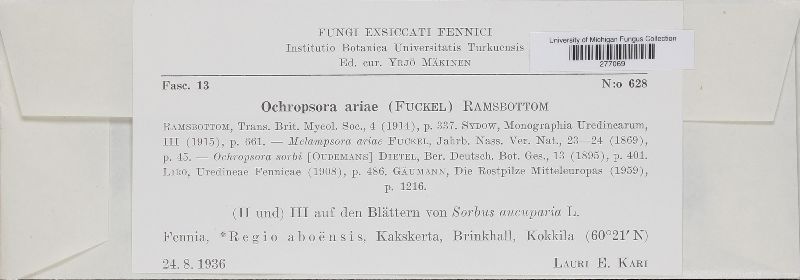 FUNGI EXSICCATI FENNICI
Institutio Botanica Universitatis Turkuensis
Ed. cur. YRJÖ MÄKINEN
University of Michigan Fungus Collection
277069
Fasc. 13 N:o 628
Ochropsora ariae (FUCKEL) RAMSBOTTOM
RAMSBOTTOM, Trans. Brit. Mycol. Soc., 4 (1914), p. 337. SYDOW, Monographia Uredinearum,
III (1915), p. 661. — Melampsora ariae FUCKEL, Jahrb. Nass. Ver. Nat., 23—24 (1869),
p. 45. — Ochropsora sorbi [OUDEMANS] DIETEL, Ber. Deutsch. Bot. Ges., 13 (1895), p. 401.
LIRO, Uredineae Fennicae (1908), p. 486. GÄUMANN, Die Rostpilze Mitteleuropas (1959),
p. 1216.
(II und) III auf den Blättern von Sorbus aucuparia L.
Fennia, *Regio aboënsis, Kakskerta, Brinkhall, Kokkila (60°21′ N)
24. 8. 1936 LAURI E. KARI